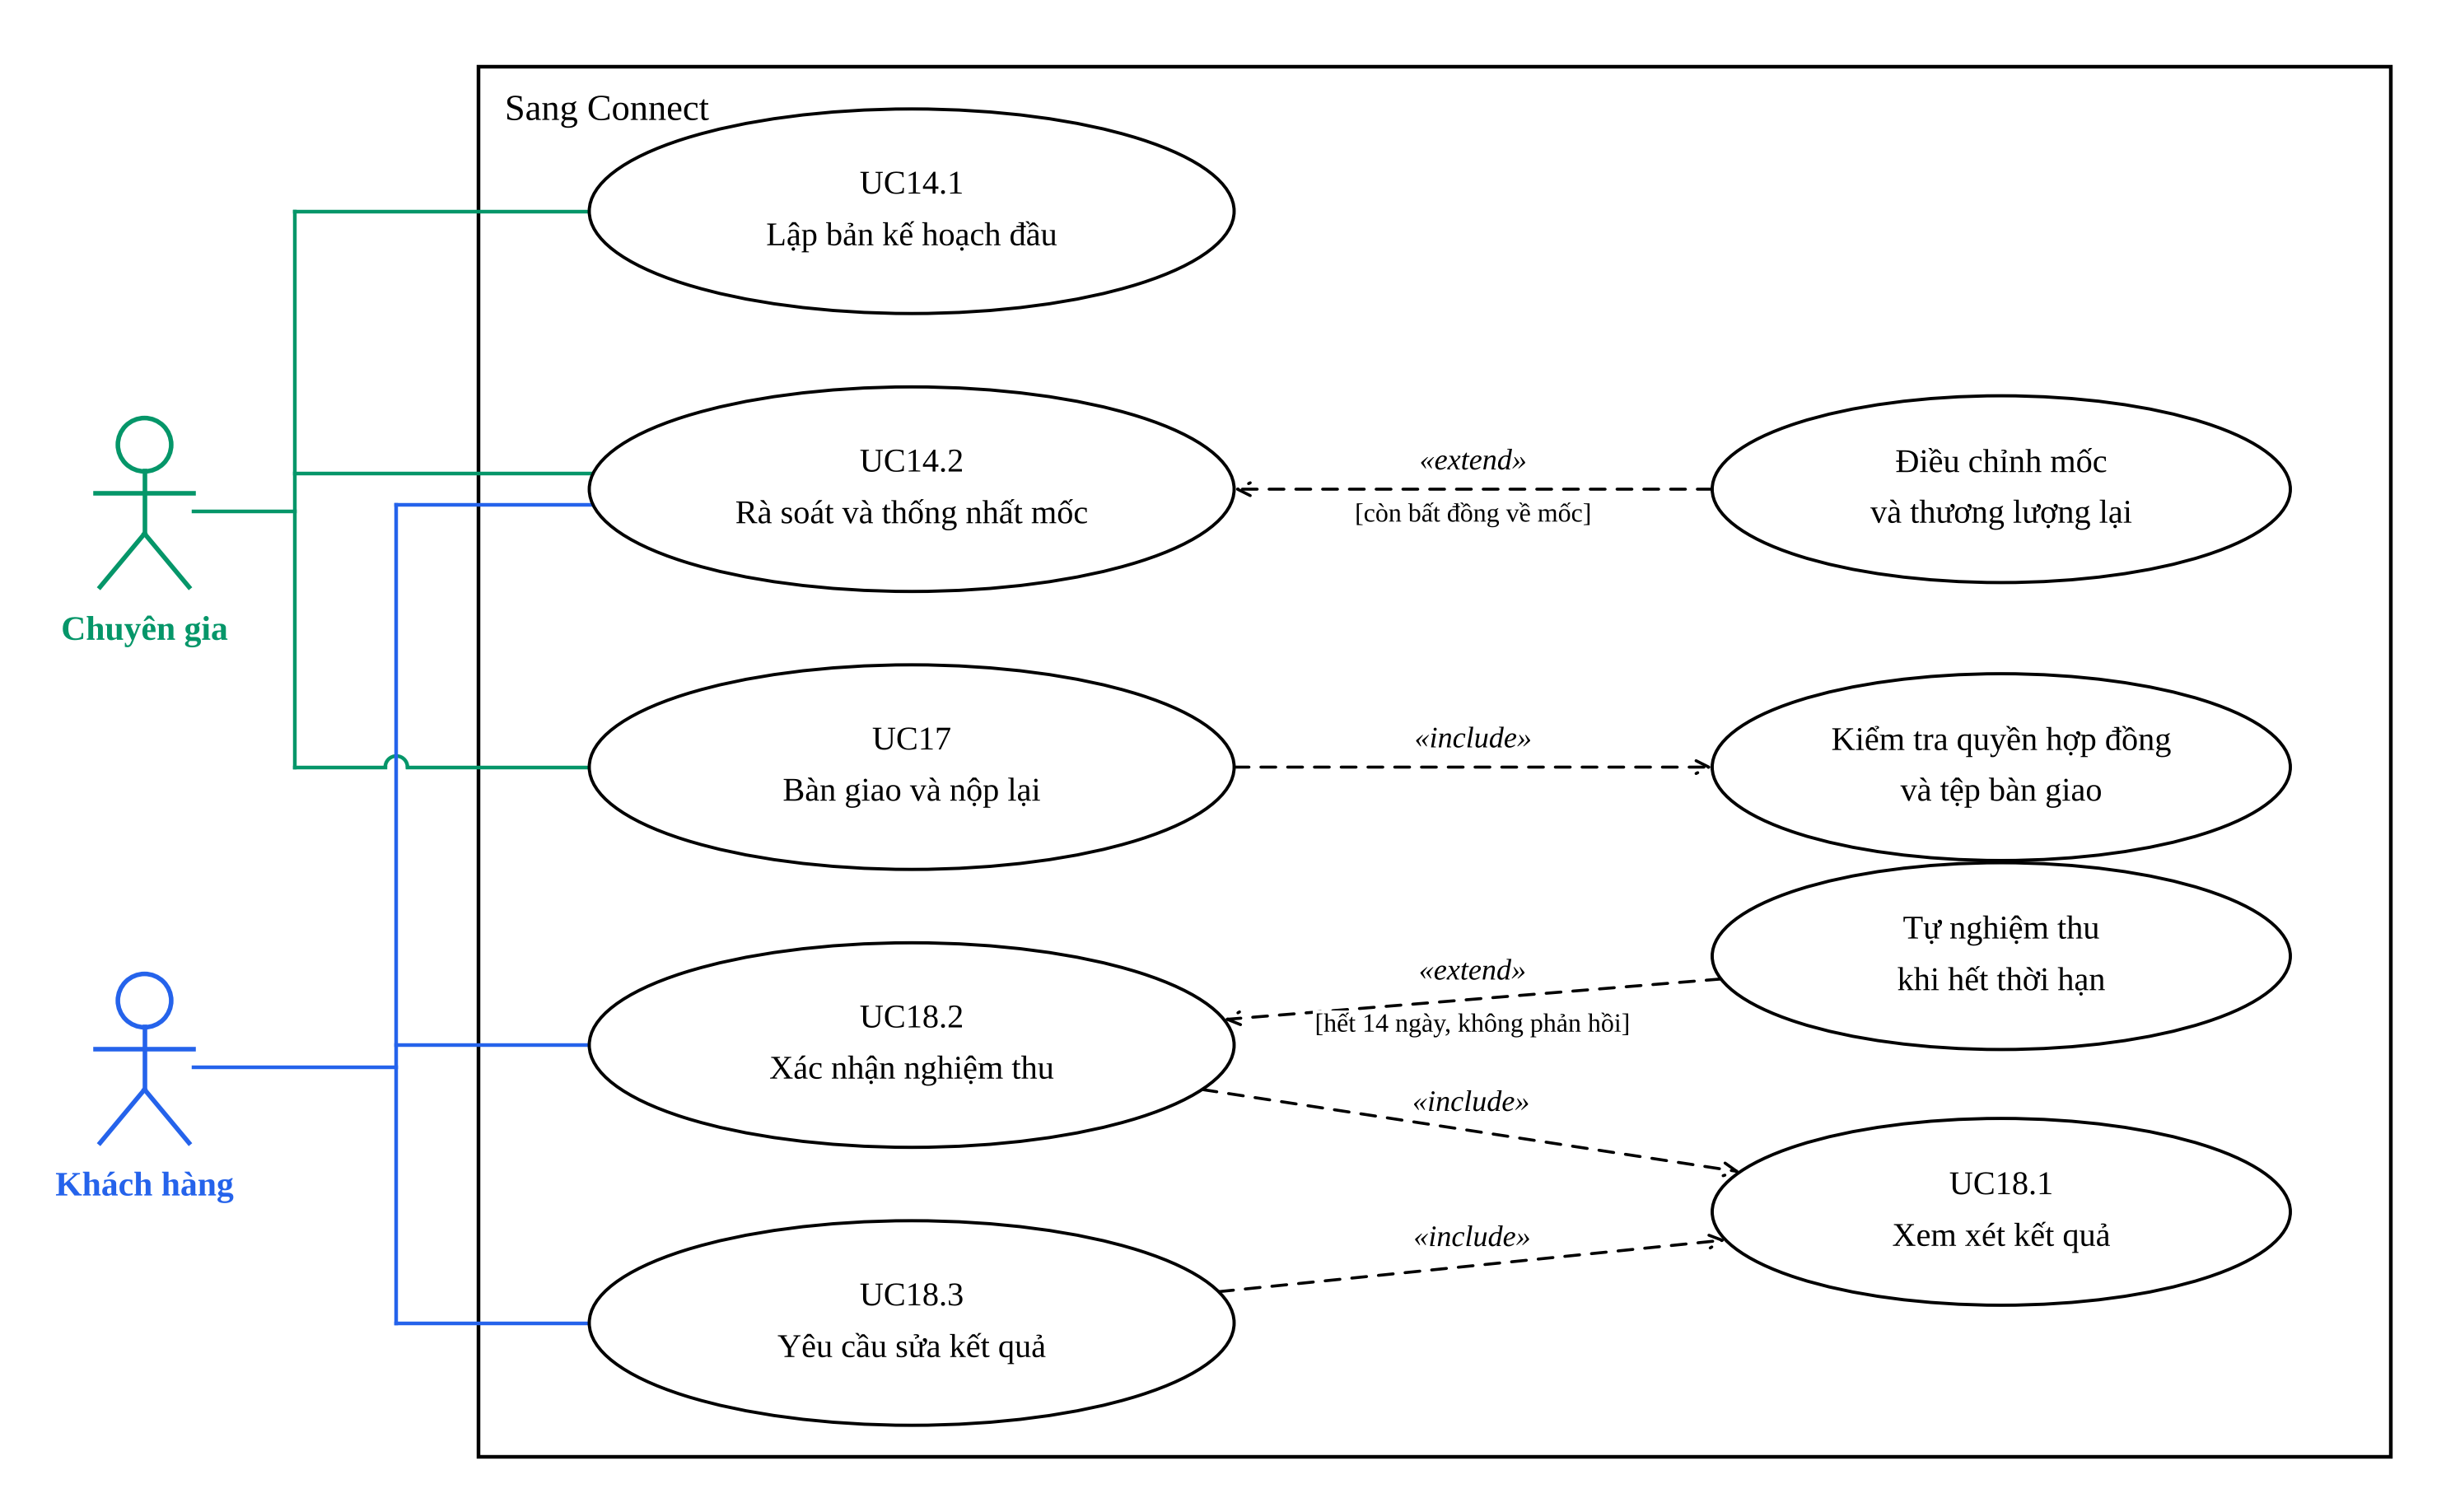 Sang Connect
UC14.1
Lập bản kế hoạch đầu
UC14.2
Rà soát và thống nhất mốc
«extend»
[còn bất đồng về mốc]
Điều chỉnh mốc
và thương lượng lại
Chuyên gia
UC17
Bàn giao và nộp lại
«include»
Kiểm tra quyền hợp đồng
và tệp bàn giao
Tự nghiệm thu
khi hết thời hạn
«extend»
[hết 14 ngày, không phản hồi]
UC18.2
Xác nhận nghiệm thu
«include»
Khách hàng
UC18.1
Xem xét kết quả
«include»
UC18.3
Yêu cầu sửa kết quả